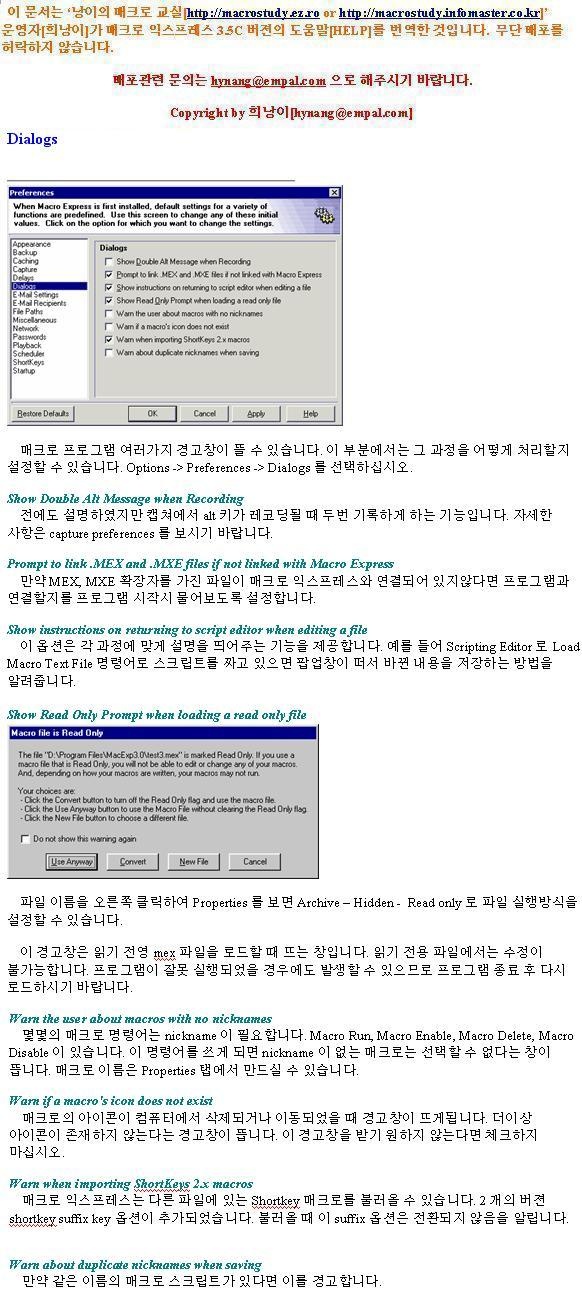 이 문서는 ‘낭이의 매크로 교실[http://macrostudy.ez.ro or http://macrostudy.infomaster.co.kr]’
운영자[희낭이]가 매크로 익스프레스 3.5C 버젼의 도움말[HELP]를 번역한 것입니다. 무단 배포를
허락하지 않습니다.
배포관련 문의는 hynang@empal.com 으로 해주시기 바랍니다.
Copyright by 희낭이[hynang@empal.com]
Dialogs
Preferences
When Macro Express is first installed, default settings for a variety of
functions are predefined. Use this screen to change any of these initial
values. Click on the option for which you want to change the settings.
Appearance
Backup
Caching
Capture
Delays
Dialogs
E-Mail Settings
E-Mail Recipients
File Paths
Miscellaneous
Network
Passwords
Playback
Scheduler
ShortKeys
Startup
Dialogs
Show Double Alt Message when Recording
Prompt to link .MEX and .MXE files if not linked with Macro Express
Show instructions on returning to script editor when editing a file
Show Read Only Prompt when loading a read only file
Warn the user about macros with no nicknames
Warn if a macro's icon does not exist
Warn when importing ShortKeys 2.x macros
Warn about duplicate nicknames when saving
Restore Defaults
OK
Cancel
Apply
Help
매크로 프로그램 여러가지 경고창이 뜰 수 있습니다. 이 부분에서는 그 과정을 어떻게 처리할지
설정할 수 있습니다. Options -> Preferences -> Dialogs 를 선택하십시오.
Show Double Alt Message when Recording
전에도 설명하였지만 캡쳐에서 alt 키가 레코딩될 때 두번 기록하게 하는 기능입니다. 자세한
사항은 capture preferences 를 보시기 바랍니다.
Prompt to link .MEX and .MXE files if not linked with Macro Express
만약 MEX, MXE 확장자를 가진 파일이 매크로 익스프레스와 연결되어 있지않다면 프로그램과
연결할지를 프로그램 시작시 물어보도록 설정합니다.
Show instructions on returning to script editor when editing a file
이 옵션은 각 과정에 맞게 설명을 띄어주는 기능을 제공합니다. 예를 들어 Scripting Editor 로 Load
Macro Text File 명령어로 스크립트를 짜고 있으면 팝업창이 떠서 바뀐 내용을 저장하는 방법을
알려줍니다.
Show Read Only Prompt when loading a read only file
Macro file is Read Only
The file "D:\Program Files\MacExp3.0\test3.mex" is marked Read Only. If you use a
macro file that is Read Only, you will not be able to edit or change any of your macros.
And, depending on how your macros are written, your macros may not run.
Your choices are:
- Click the Convert button to turn off the Read Only flag and use the macro file.
- Click the Use Anyway button to use the Macro File without clearing the Read Only flag.
- Click the New File button to choose a different file.
Do not show this warning again
Use Anyway
Convert
New File
Cancel
파일 이름을 오른쪽 클릭하여 Properties 를 보면 Archive – Hidden - Read only 로 파일 실행방식을
설정할 수 있습니다.
이 경고창은 읽기 전영 mex 파일을 로드할 때 뜨는 창입니다. 읽기 전용 파일에서는 수정이
불가능합니다. 프로그램이 잘못 실행되었을 경우에도 발생할 수 있으므로 프로그램 종료 후 다시
로드하시기 바랍니다.
Warn the user about macros with no nicknames
몇몇의 매크로 명령어는 nickname 이 필요합니다. Macro Run, Macro Enable, Macro Delete, Macro
Disable 이 있습니다. 이 명령어를 쓰게 되면 nickname 이 없는 매크로는 선택할 수 없다는 창이
뜹니다. 매크로 이름은 Properties 탭에서 만드실 수 있습니다.
Warn if a macro's icon does not exist
매크로의 아이콘이 컴퓨터에서 삭제되거나 이동되었을 때 경고창이 뜨게됩니다. 더이상
아이콘이 존재하지 않는다는 경고창이 뜹니다. 이 경고창을 받기 원하지 않는다면 체크하지
마십시오.
Warn when importing ShortKeys 2.x macros
매크로 익스프레스는 다른 파일에 있는 Shortkey 매크로를 불러올 수 있습니다. 2 개의 버젼
shortkey suffix key 옵션이 추가되었습니다. 불러올 때 이 suffix 옵션은 전환되지 않음을 알립니다.
Warn about duplicate nicknames when saving
만약 같은 이름의 매크로 스크립트가 있다면 이를 경고합니다.